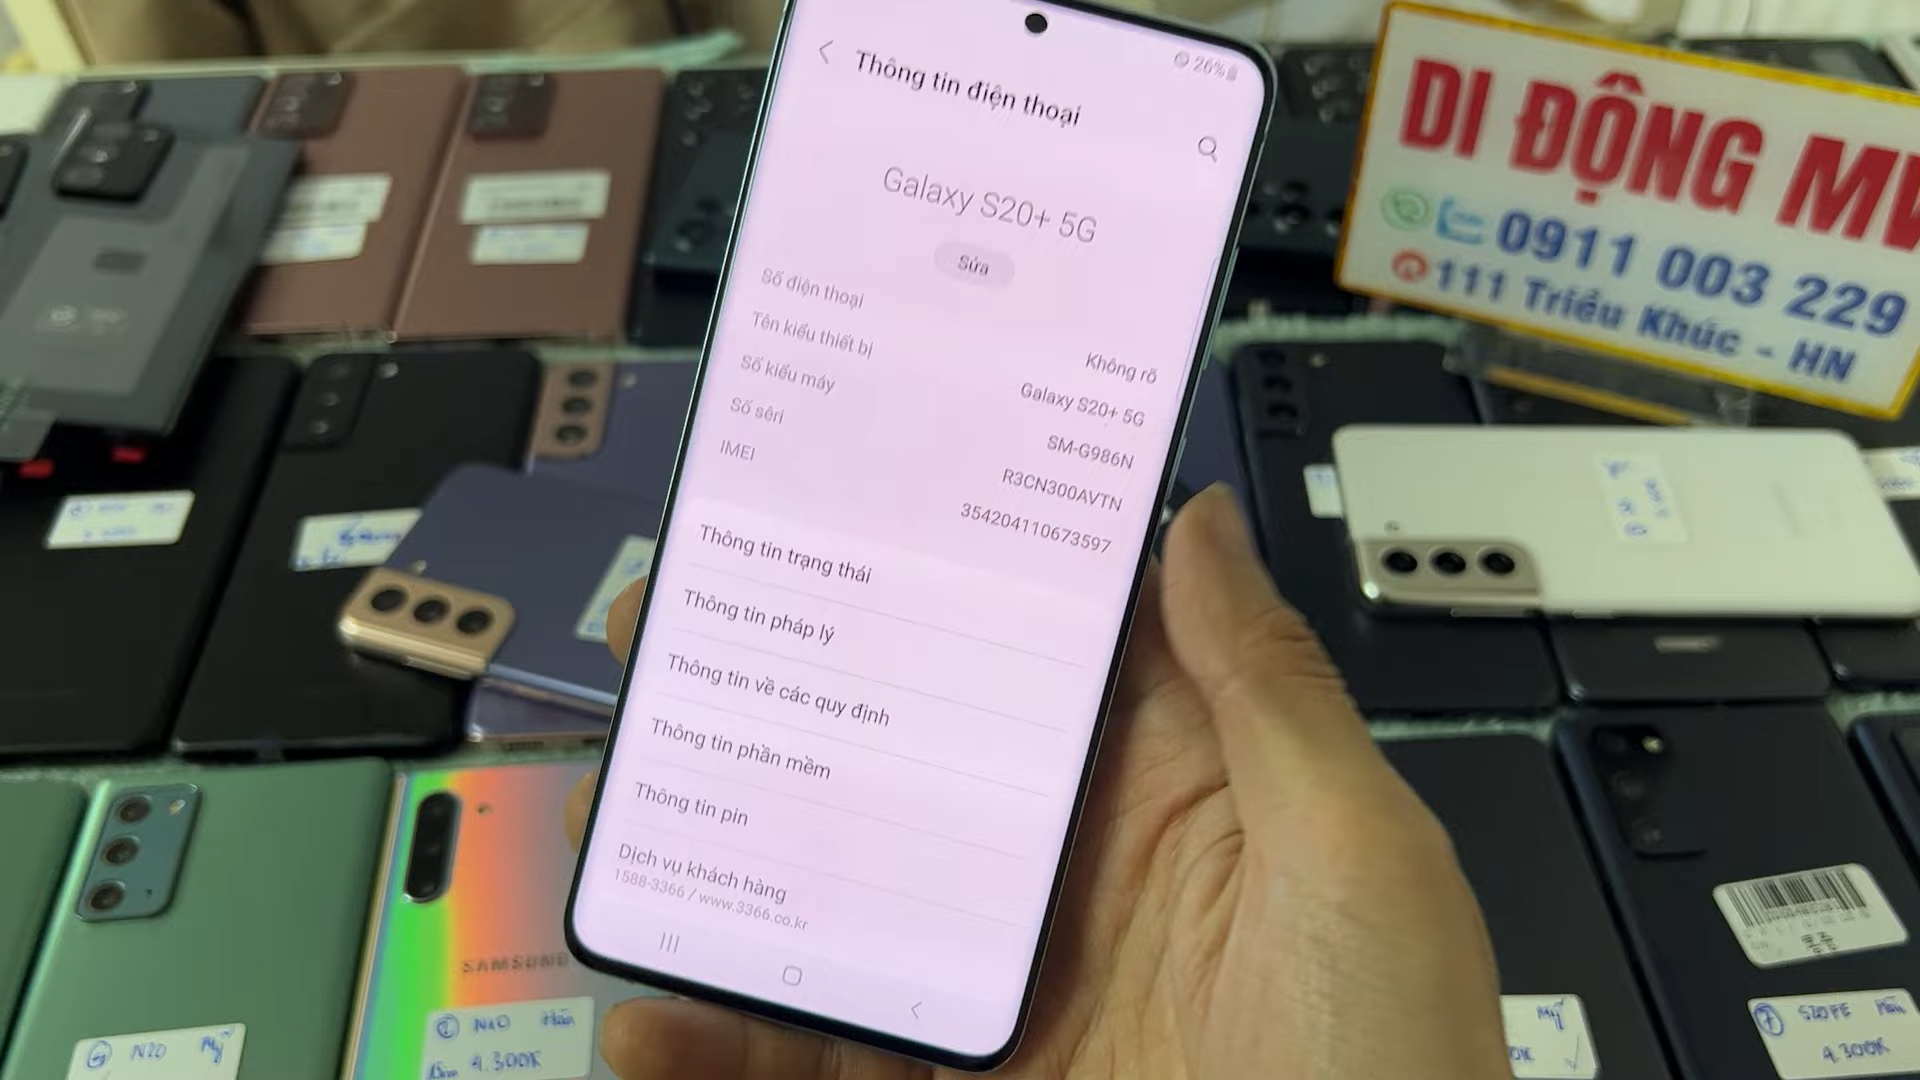 26%
Thông tin điện thoại
Galaxy S20+ 5G
Sửa
Số điện thoại
Không rõ
Tên kiểu thiết bị
Galaxy S20+ 5G
Số kiểu máy
SM-G986N
Số sêri
R3CN300AVTN
IMEI
354204110673597
Thông tin trạng thái
Thông tin pháp lý
Thông tin về các quy định
Thông tin phần mềm
Thông tin pin
Dịch vụ khách hàng
1588-3366 / www.3366.co.kr
DI ĐỘNG MV
0911 003 229
111 Triều Khúc - HN
SAMSUNG
N20 Mỹ
N10 Hàn
4.300K
Mỹ
S20FE Hàn
4.300K